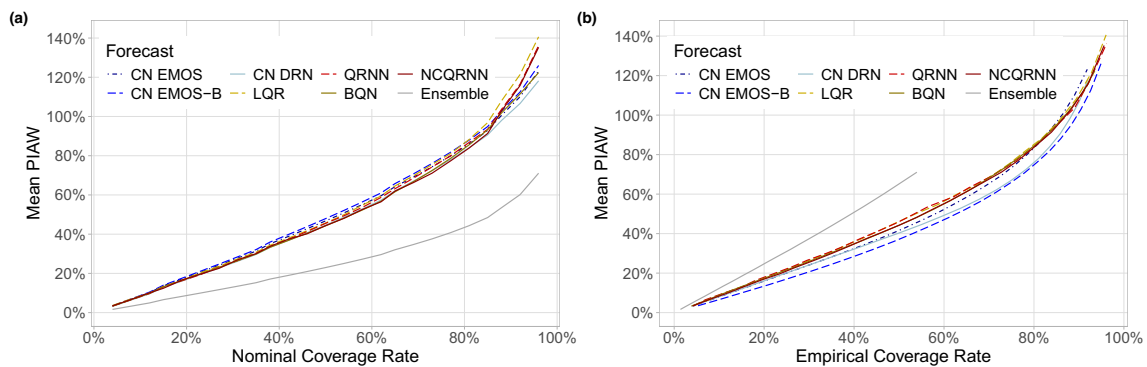 (a)
Mean PIAW
140%
120%
100%
80%
60%
40%
20%
0%
Forecast
CN EMOS CN DRN QRNN NCQRNN
CN EMOS−B LQR BQN Ensemble
0% 20% 40% 60% 80% 100%
Nominal Coverage Rate
(b)
Mean PIAW
140%
120%
100%
80%
60%
40%
20%
0%
Forecast
CN EMOS CN DRN QRNN NCQRNN
CN EMOS−B LQR BQN Ensemble
0% 20% 40% 60% 80% 100%
Empirical Coverage Rate